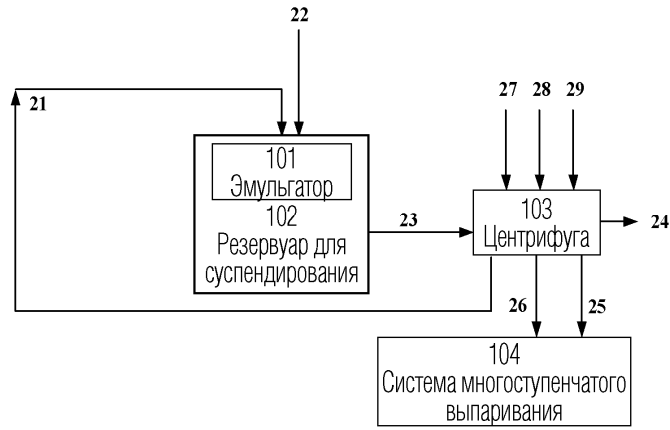 22
27 28 29
21
101
Эмульгатор
102
Резервуар для
суспендирования
23
103
Центрифуга
24
26
25
104
Система многоступенчатого
выпаривания